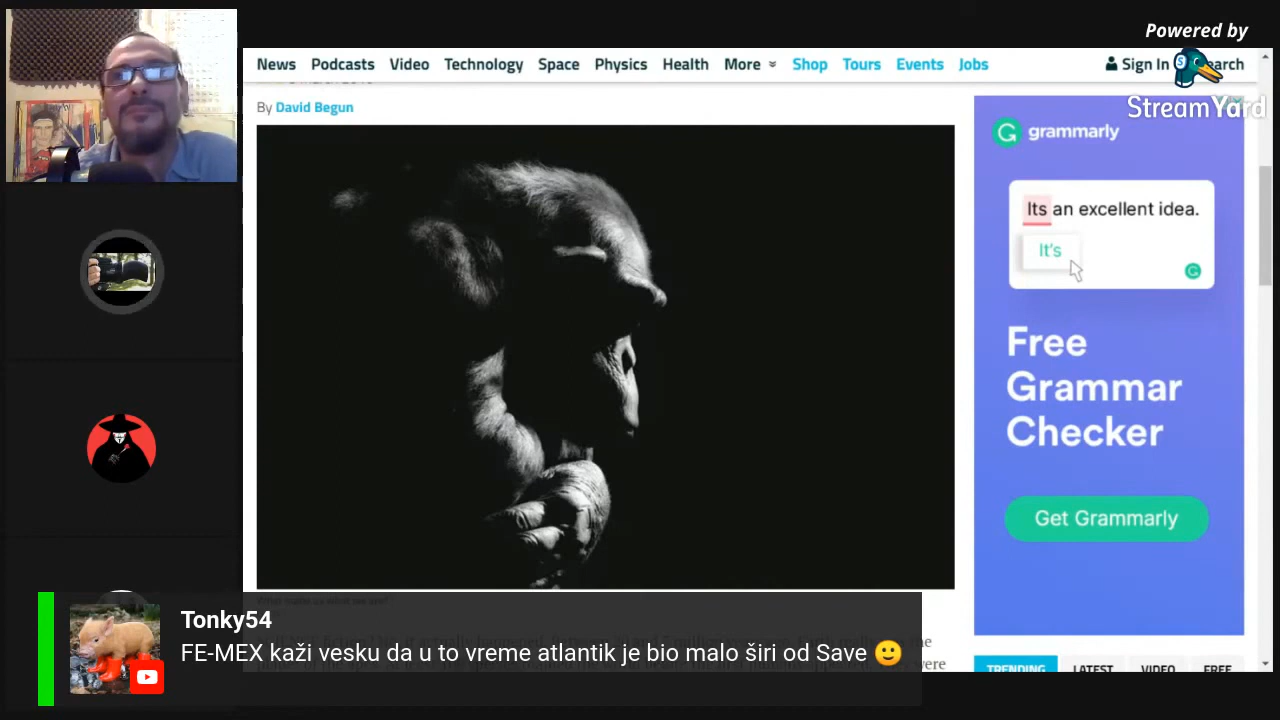 Powered by
StreamYard
News Podcasts Video Technology Space Physics Health More Shop Tours Events Jobs Sign In
By David Begun
grammarly
Its an excellent idea.
It's
Free
Grammar
Checker
Get Grammarly
TRENDING LATEST VIDEO FREE
Tonky54
FE-MEX kaži vesku da u to vreme atlantik je bio malo širi od Save 🙂